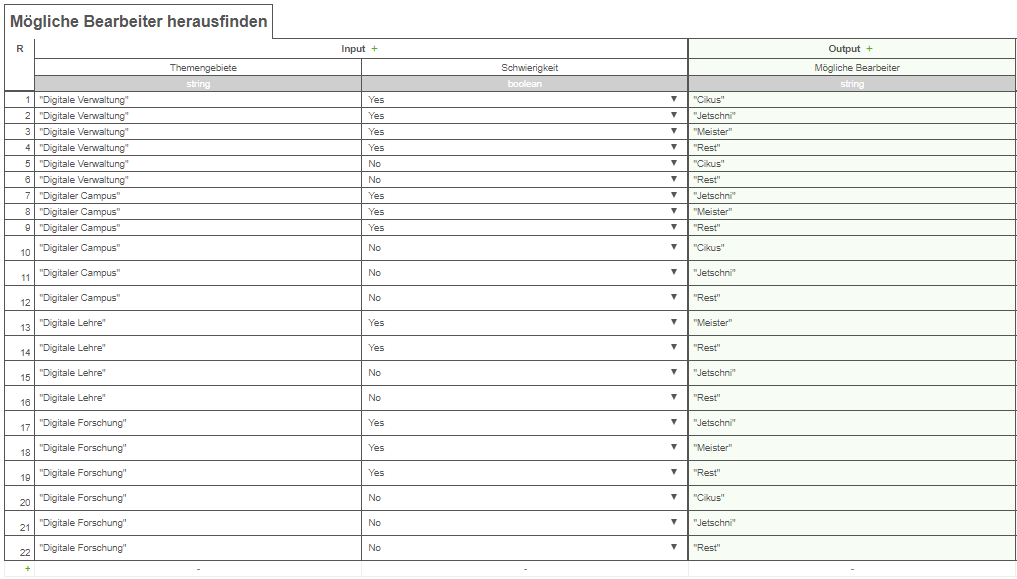 Mögliche Bearbeiter herausfinden
R Input + Output +
Themengebiete Schwierigkeit Mögliche Bearbeiter
string boolean string
1 "Digitale Verwaltung" Yes "Cikus"
2 "Digitale Verwaltung" Yes "Jetschni"
3 "Digitale Verwaltung" Yes "Meister"
4 "Digitale Verwaltung" Yes "Rest"
5 "Digitale Verwaltung" No "Cikus"
6 "Digitale Verwaltung" No "Rest"
7 "Digitaler Campus" Yes "Jetschni"
8 "Digitaler Campus" Yes "Meister"
9 "Digitaler Campus" Yes "Rest"
10 "Digitaler Campus" No "Cikus"
11 "Digitaler Campus" No "Jetschni"
12 "Digitaler Campus" No "Rest"
13 "Digitale Lehre" Yes "Meister"
14 "Digitale Lehre" Yes "Rest"
15 "Digitale Lehre" No "Jetschni"
16 "Digitale Lehre" No "Rest"
17 "Digitale Forschung" Yes "Jetschni"
18 "Digitale Forschung" Yes "Meister"
19 "Digitale Forschung" Yes "Rest"
20 "Digitale Forschung" No "Cikus"
21 "Digitale Forschung" No "Jetschni"
22 "Digitale Forschung" No "Rest"
+ - - -